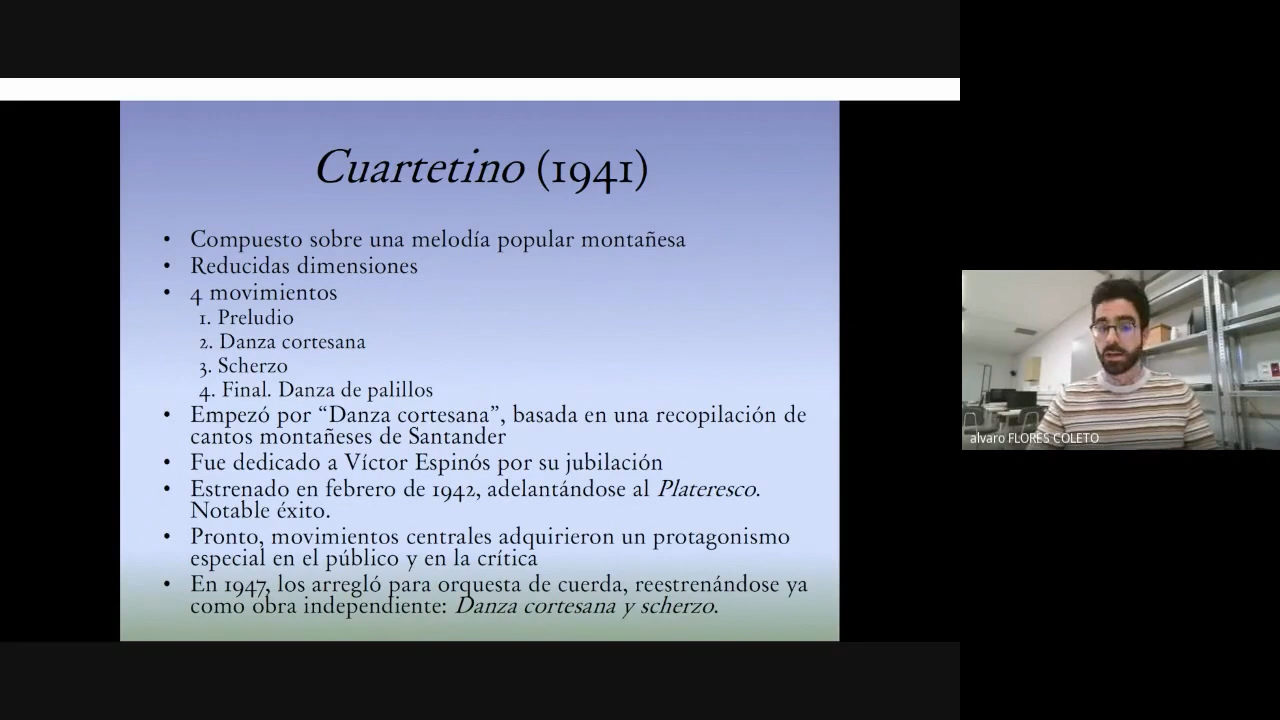 Cuartetino (1941)
• Compuesto sobre una melodía popular montañesa
• Reducidas dimensiones
• 4 movimientos
1. Preludio
2. Danza cortesana
3. Scherzo
4. Final. Danza de palillos
• Empezó por “Danza cortesana”, basada en una recopilación de
cantos montañeses de Santander
• Fue dedicado a Víctor Espinós por su jubilación
• Estrenado en febrero de 1942, adelantándose al Plateresco.
Notable éxito.
• Pronto, movimientos centrales adquirieron un protagonismo
especial en el público y en la crítica
• En 1947, los arregló para orquesta de cuerda, reestrenándose ya
como obra independiente: Danza cortesana y scherzo.
alvaro FLORES COLETO